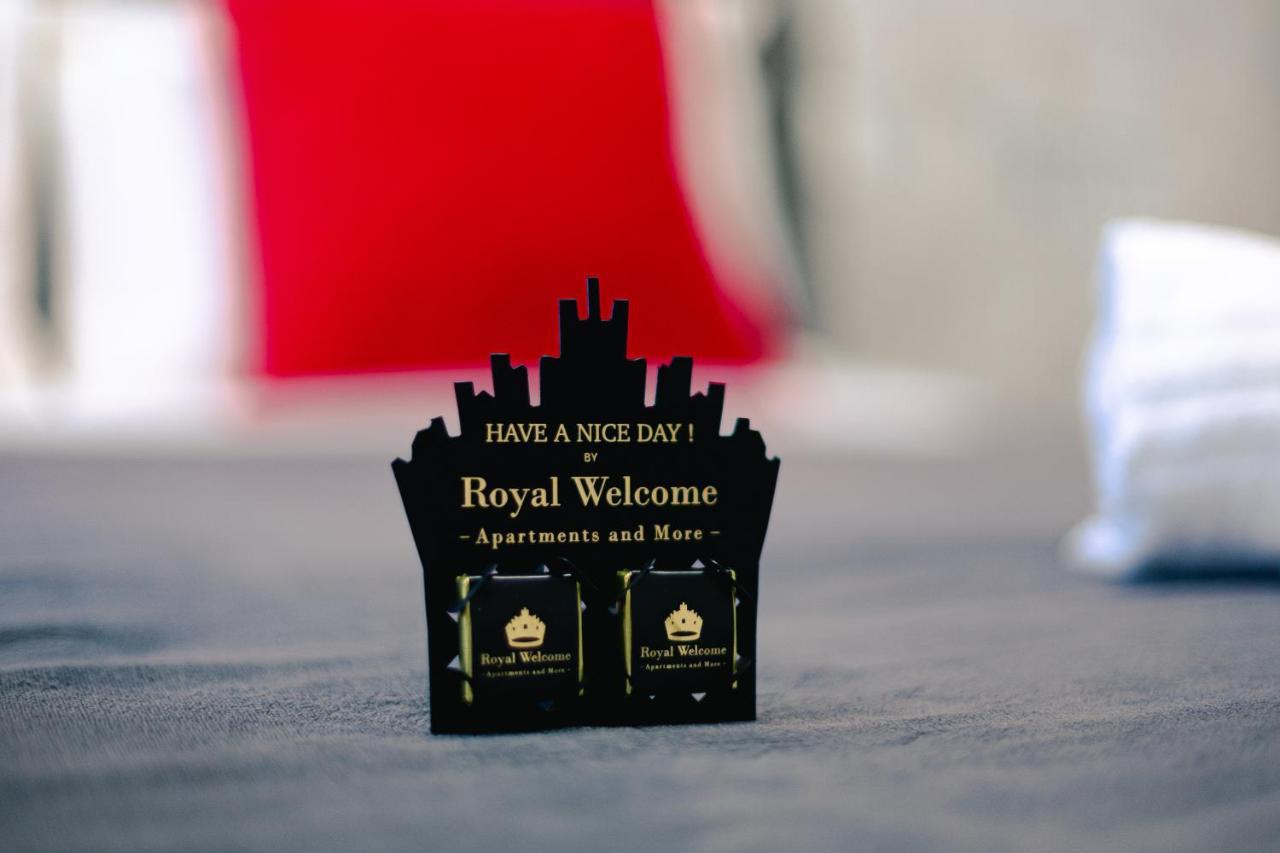 HAVE A NICE DAY !
BY
Royal Welcome
- Apartments and More -
Royal Welcome
- Apartments and More -
Royal Welcome
- Apartments and More -